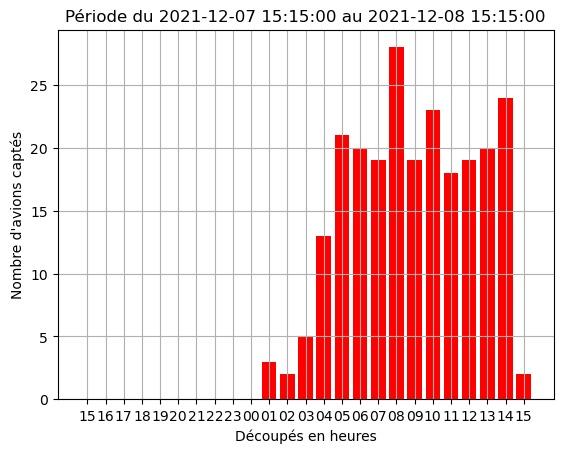 Période du 2021-12-07 15:15:00 au 2021-12-08 15:15:00
Nombre d'avions captés
25
20
15
10
5
0
15 16 17 18 19 20 21 22 23 00 01 02 03 04 05 06 07 08 09 10 11 12 13 14 15
Découpés en heures